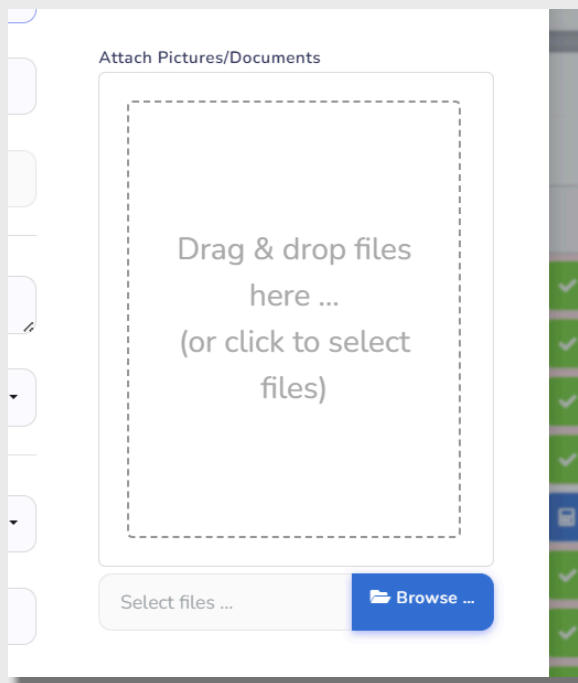 Attach Pictures/Documents
Drag & drop files
here ...
(or click to select
files)
Select files ...
Browse ...